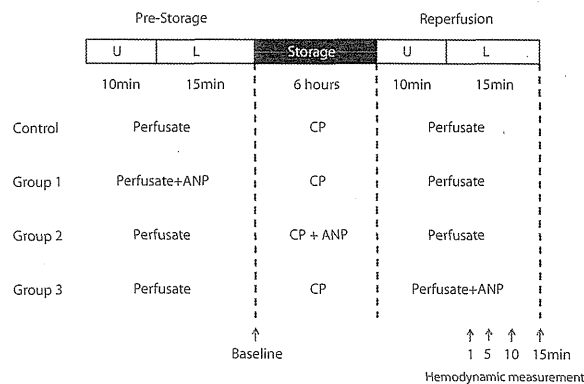 Pre-Storage Reperfusion
U L Storage U L
10min 15min 6 hours 10min 15min
Control Perfusate CP Perfusate
Group 1 Perfusate+ANP CP Perfusate
Group 2 Perfusate CP + ANP Perfusate
Group 3 Perfusate CP Perfusate+ANP
Baseline 1 5 10 15min
Hemodynamic measurement